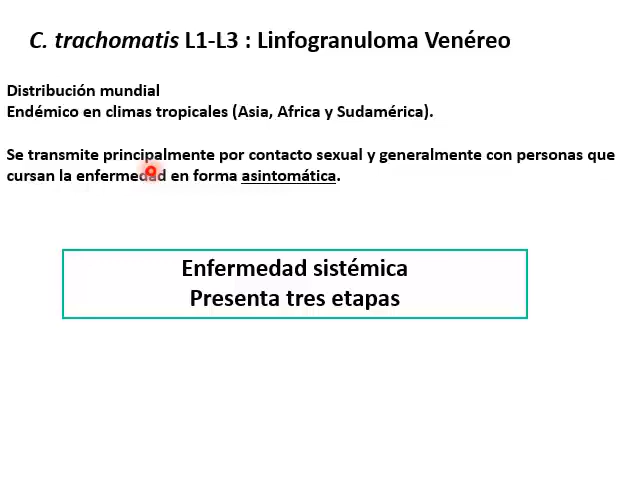 C. trachomatis L1-L3 : Linfogranuloma Venéreo
Distribución mundial
Endémico en climas tropicales (Asia, Africa y Sudamérica).
Se transmite principalmente por contacto sexual y generalmente con personas que
cursan la enfermedad en forma asintomática.
Enfermedad sistémica
Presenta tres etapas